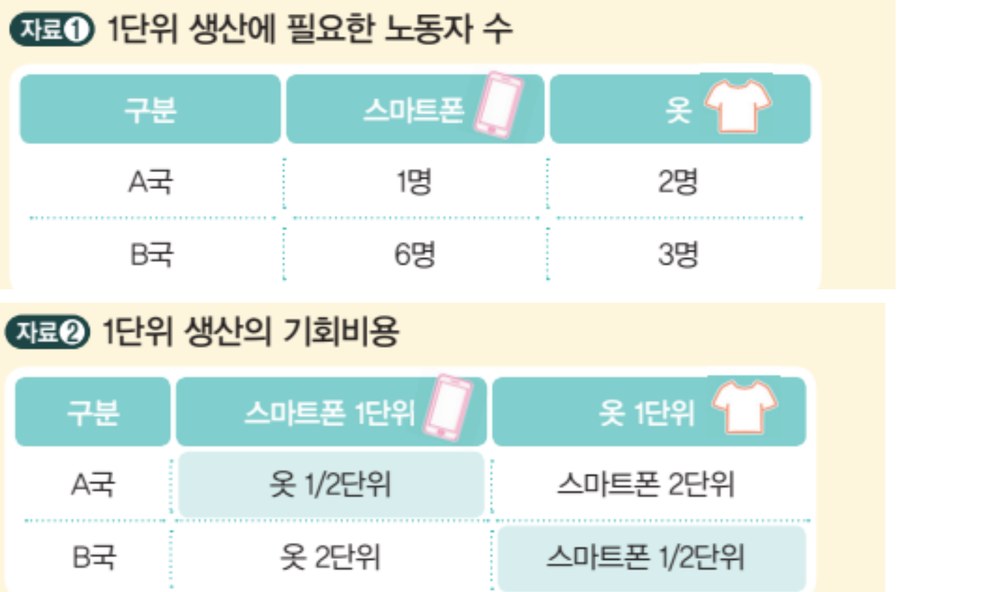 자료❶ 1단위 생산에 필요한 노동자 수
구분 스마트폰 옷
A국 1명 2명
B국 6명 3명
자료❷ 1단위 생산의 기회비용
구분 스마트폰 1단위 옷 1단위
A국 옷 1/2단위 스마트폰 2단위
B국 옷 2단위 스마트폰 1/2단위